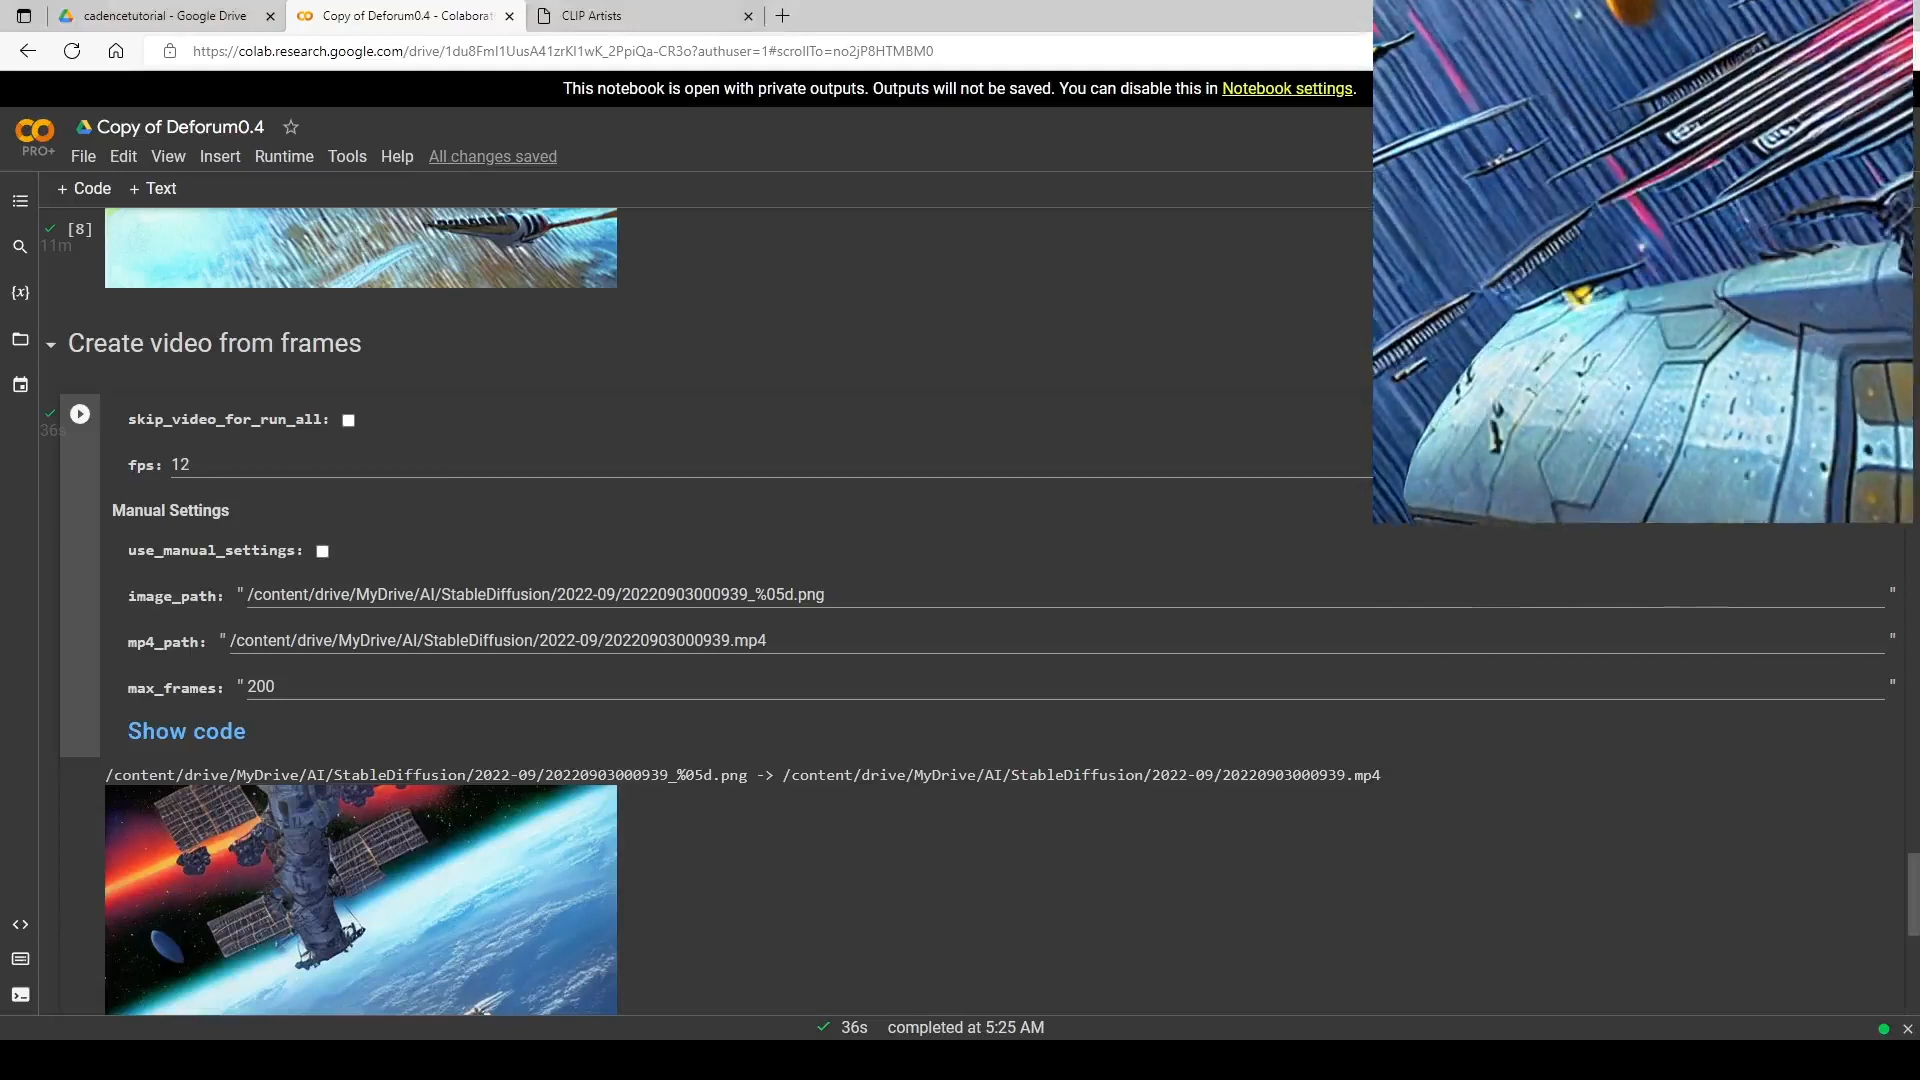 cadencetutorial - Google Drive
Copy of Deforum0.4 - Colaborat
CLIP Artists
https://colab.research.google.com/drive/1du8FmI1UusA41zrKI1wK_2PpiQa-CR3o?authuser=1#scrollTo=no2jP8HTMBM0
This notebook is open with private outputs. Outputs will not be saved. You can disable this in Notebook settings.
Copy of Deforum0.4
PRO+
File Edit View Insert Runtime Tools Help All changes saved
+ Code + Text
[8]
11m
{x}
Create video from frames
36s
skip_video_for_run_all:
fps: 12
Manual Settings
use_manual_settings:
image_path: "/content/drive/MyDrive/AI/StableDiffusion/2022-09/20220903000939_%05d.png"
mp4_path: "/content/drive/MyDrive/AI/StableDiffusion/2022-09/20220903000939.mp4"
max_frames: "200"
Show code
/content/drive/MyDrive/AI/StableDiffusion/2022-09/20220903000939_%05d.png -> /content/drive/MyDrive/AI/StableDiffusion/2022-09/20220903000939.mp4
36s completed at 5:25 AM